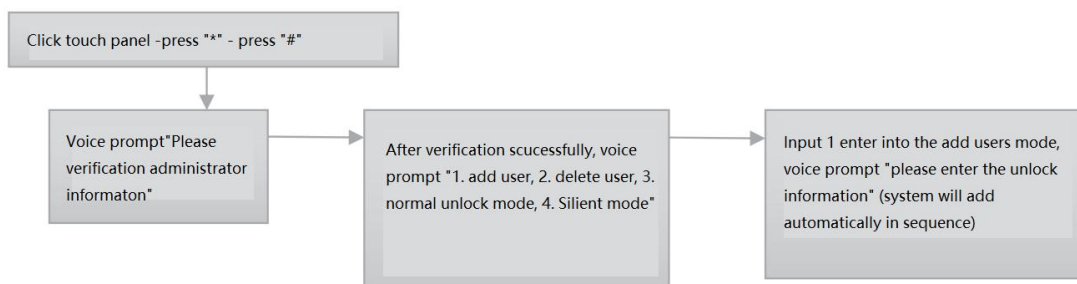 Click touch panel -press "*" - press "#"
Voice prompt"Please
verification administrator
informaton"
After verification scucessfully, voice
prompt "1. add user, 2. delete user, 3.
normal unlock mode, 4. Silient mode"
Input 1 enter into the add users mode,
voice prompt "please enter the unlock
information" (system will add
automatically in sequence)